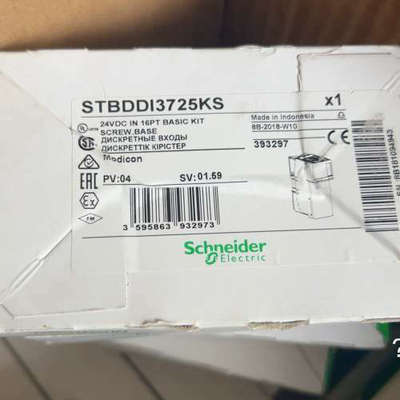 STBDDI3725KS x1
24VDC IN 16PT BASIC KIT
SCREW, BASE
ДИСКРЕТНЫЕ ВХОДЫ
ДИСКРЕТТІК КІРІСТЕР
Modicon
Made in Indonesia
8B-2018-W10
393297
PV:04 SV:01.59
3 595863 932973
Schneider
Electric
?